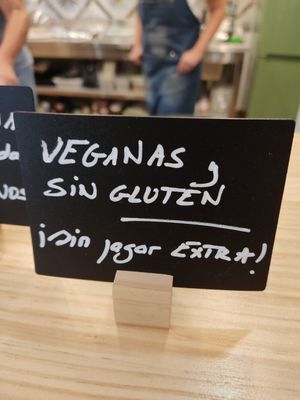 VEGANAS,
SIN GLUTEN
¡sin pagar EXTRA!